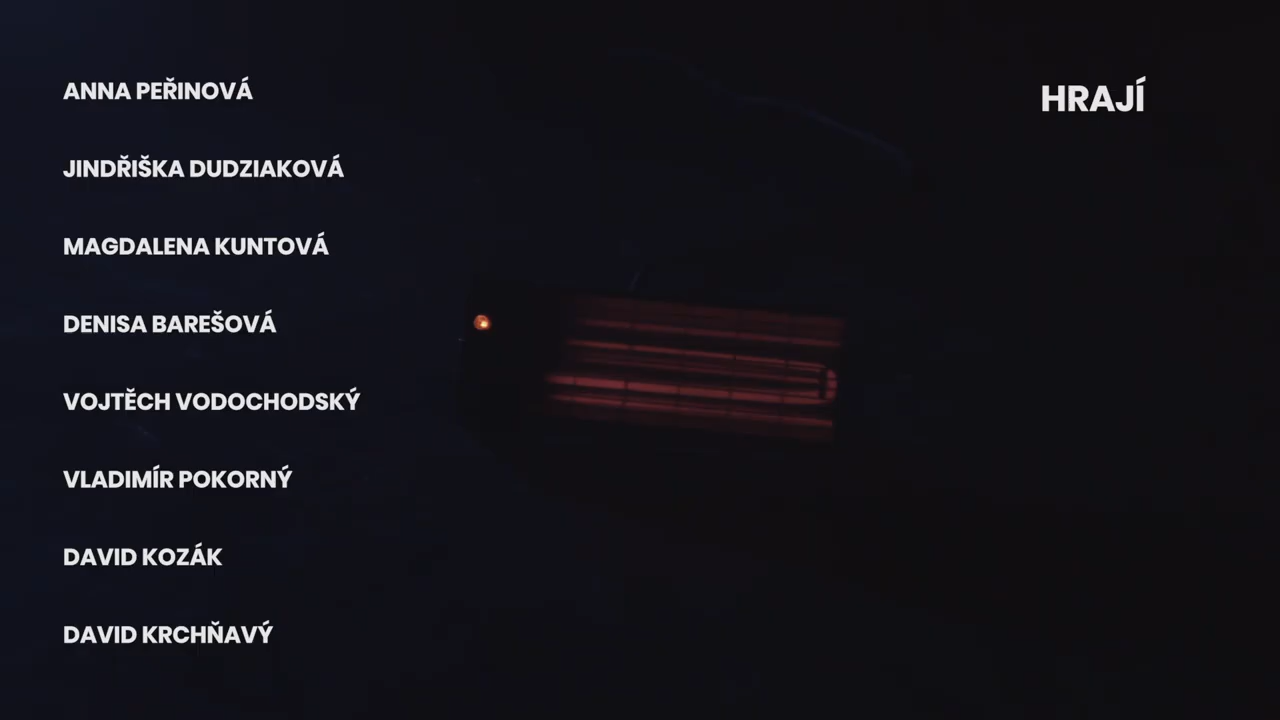 HRAJÍ
ANNA PEŘINOVÁ
JINDŘIŠKA DUDZIAKOVÁ
MAGDALENA KUNTOVÁ
DENISA BAREŠOVÁ
VOJTĚCH VODOCHODSKÝ
VLADIMÍR POKORNÝ
DAVID KOZÁK
DAVID KRCHŇAVÝ